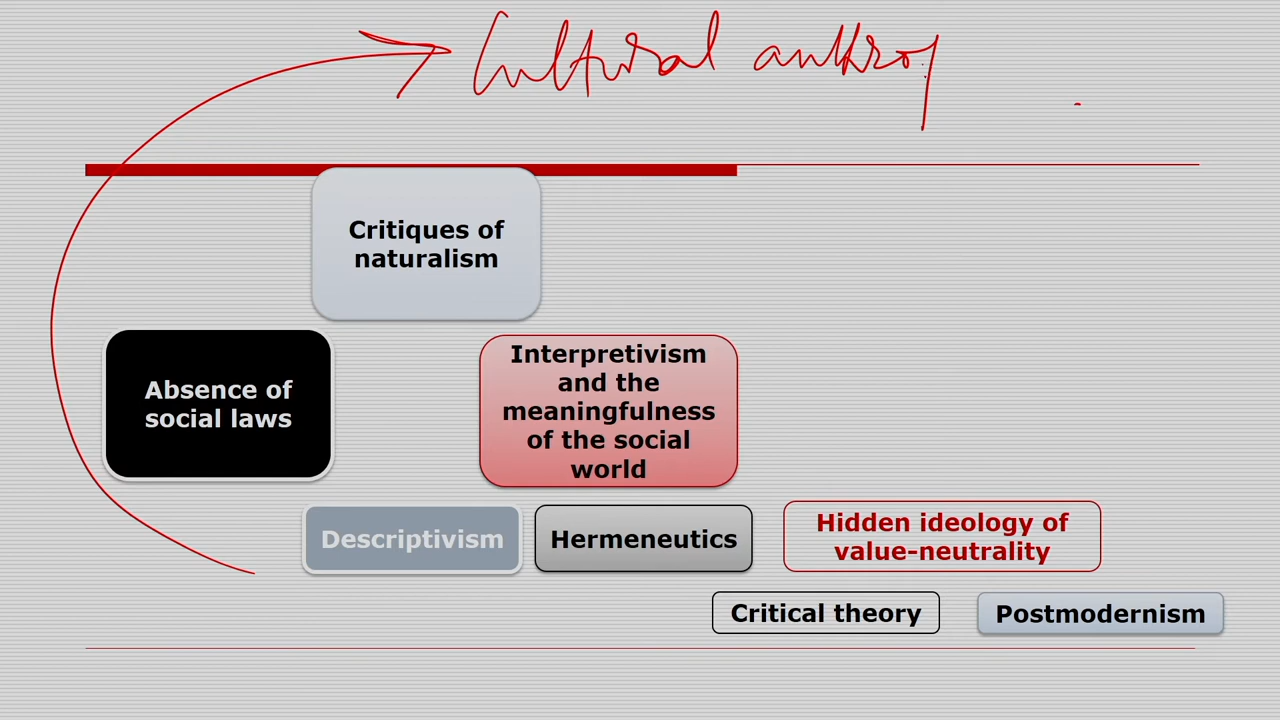 Cultural anthrop
Critiques of
naturalism
Absence of
social laws
Interpretivism
and the
meaningfulness
of the social
world
Descriptivism
Hermeneutics
Hidden ideology of
value-neutrality
Critical theory
Postmodernism